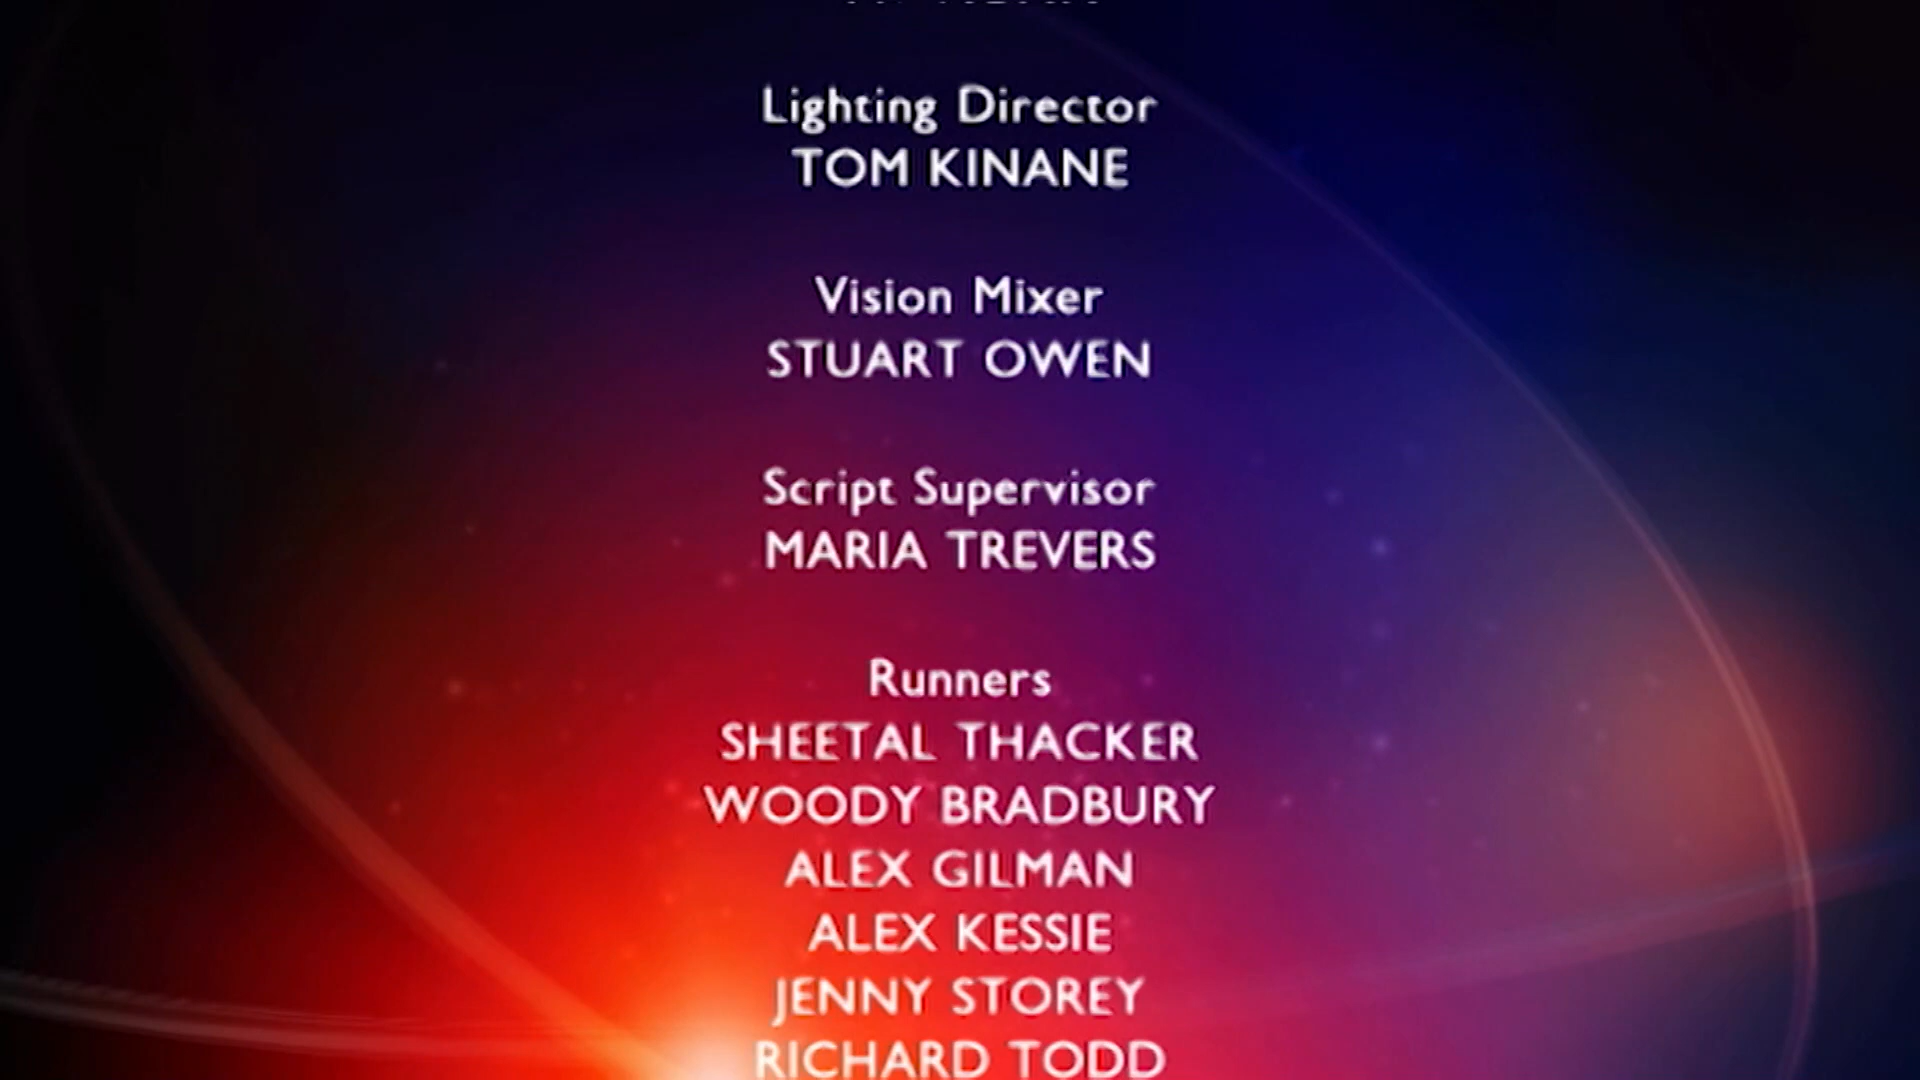 Lighting Director
TOM KINANE
Vision Mixer
STUART OWEN
Script Supervisor
MARIA TREVERS
Runners
SHEETAL THACKER
WOODY BRADBURY
ALEX GILMAN
ALEX KESSIE
JENNY STOREY
RICHARD TODD